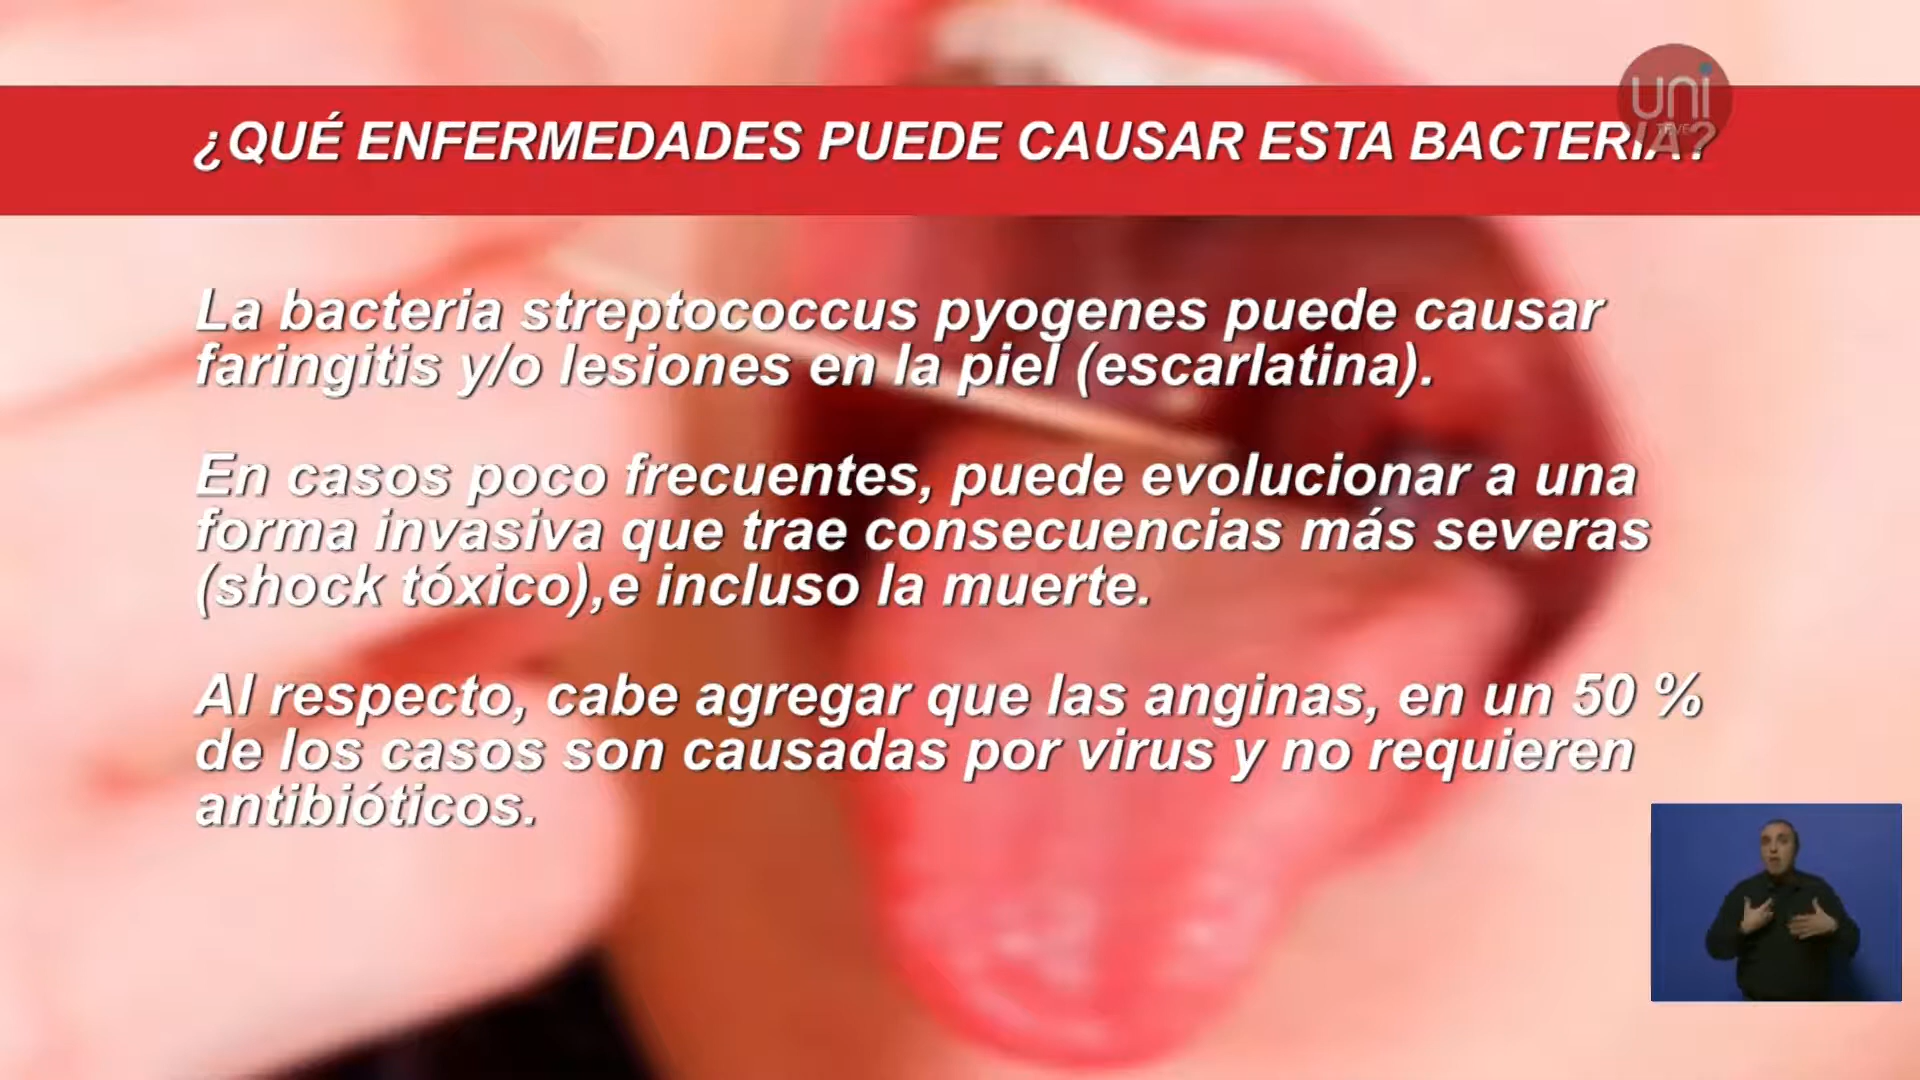 uni
TEVE
¿QUÉ ENFERMEDADES PUEDE CAUSAR ESTA BACTERIA?
La bacteria streptococcus pyogenes puede causar
faringitis y/o lesiones en la piel (escarlatina).
En casos poco frecuentes, puede evolucionar a una
forma invasiva que trae consecuencias más severas
(shock tóxico),e incluso la muerte.
Al respecto, cabe agregar que las anginas, en un 50 %
de los casos son causadas por virus y no requieren
antibióticos.